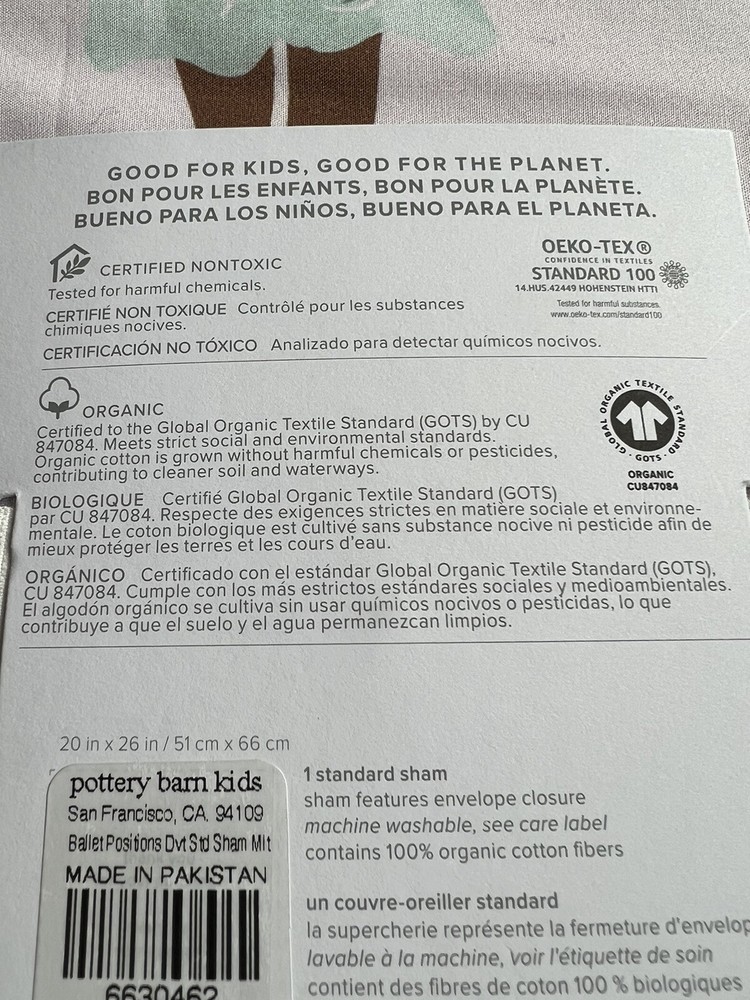 GOOD FOR KIDS, GOOD FOR THE PLANET.
BON POUR LES ENFANTS, BON POUR LA PLANÈTE.
BUENO PARA LOS NIÑOS, BUENO PARA EL PLANETA.
CERTIFIED NONTOXIC
Tested for harmful chemicals.
CERTIFIÉ NON TOXIQUE Contrôlé pour les substances
chimiques nocives.
CERTIFICACIÓN NO TÓXICO Analizado para detectar químicos nocivos.
OEKO-TEX®
CONFIDENCE IN TEXTILES
STANDARD 100
14.HUS.42449 HOHENSTEIN HTTI
Tested for harmful substances.
www.oeko-tex.com/standard100
ORGANIC
Certified to the Global Organic Textile Standard (GOTS) by CU
847084. Meets strict social and environmental standards.
Organic cotton is grown without harmful chemicals or pesticides,
contributing to cleaner soil and waterways.
GLOBAL ORGANIC TEXTILE STANDARD · GOTS ·
ORGANIC
CU847084
BIOLOGIQUE Certifié Global Organic Textile Standard (GOTS)
par CU 847084. Respecte des exigences strictes en matière sociale et environne-
mentale. Le coton biologique est cultivé sans substance nocive ni pesticide afin de
mieux protéger les terres et les cours d'eau.
ORGÁNICO Certificado con el estándar Global Organic Textile Standard (GOTS),
CU 847084. Cumple con los más estrictos estándares sociales y medioambientales.
El algodón orgánico se cultiva sin usar químicos nocivos o pesticidas, lo que
contribuye a que el suelo y el agua permanezcan limpios.
20 in x 26 in / 51 cm x 66 cm
pottery barn kids
San Francisco, CA. 94109
Ballet Positions Dvt Std Sham Mlt
MADE IN PAKISTAN
6630462
1 standard sham
sham features envelope closure
machine washable, see care label
contains 100% organic cotton fibers
un couvre-oreiller standard
la supercherie représente la fermeture d'envelop
lavable à la machine, voir l'étiquette de soin
contient des fibres de coton 100 % biologiques